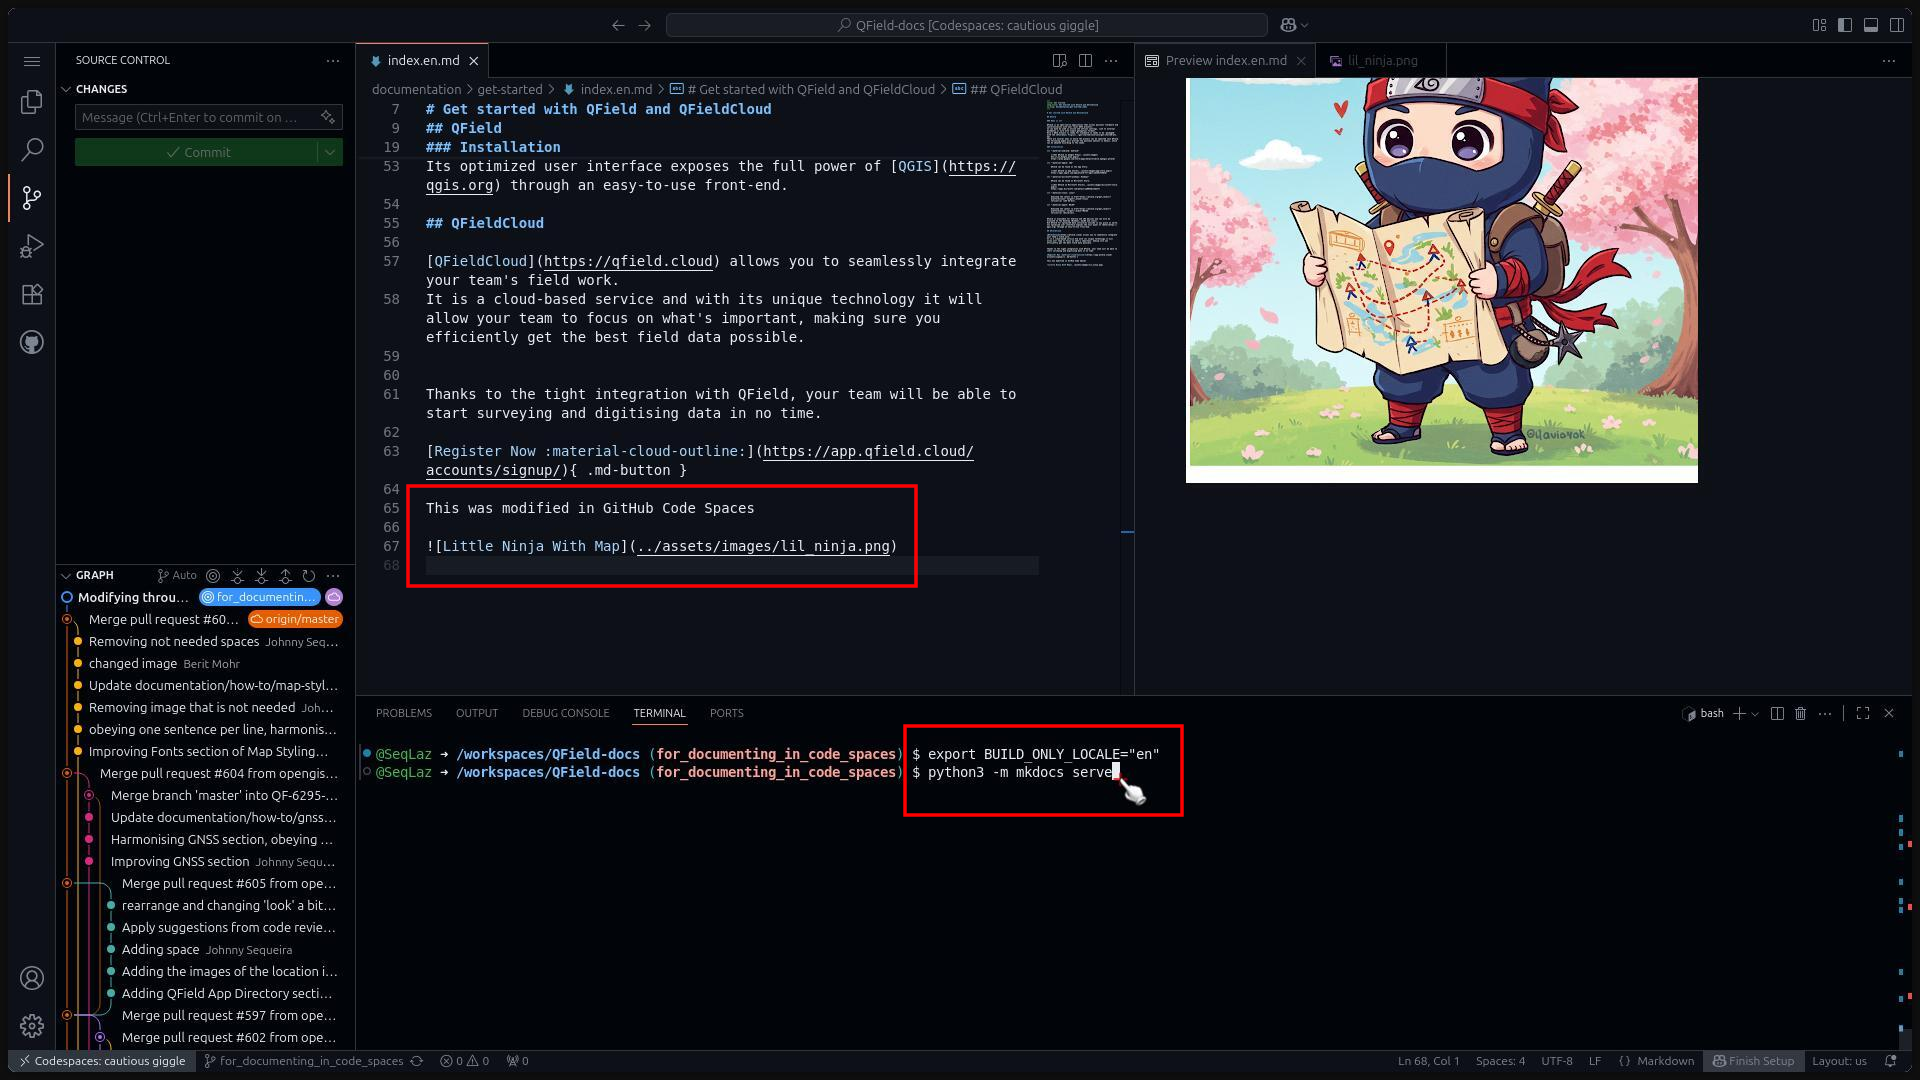 QField-docs [Codespaces: cautious giggle]
SOURCE CONTROL
CHANGES
Message (Ctrl+Enter to commit on ...
Commit
GRAPH
Auto
Modifying throu... for_documentin...
Merge pull request #60... origin/master
Removing not needed spaces Johnny Seq...
changed image Berit Mohr
Update documentation/how-to/map-styl...
Removing image that is not needed Joh...
obeying one sentence per line, harmonis...
Improving Fonts section of Map Styling...
Merge pull request #604 from opengis...
Merge branch 'master' into QF-6295-...
Update documentation/how-to/gnss...
Harmonising GNSS section, obeying ...
Improving GNSS section Johnny Sequ...
Merge pull request #605 from ope...
rearrange and changing 'look' a bit...
Apply suggestions from code revie...
Adding space Johnny Sequeira
Adding the images of the location i...
Adding QField App Directory secti...
Merge pull request #597 from ope...
Merge pull request #602 from ope...
index.en.md
documentation > get-started > index.en.md > # Get started with QField and QFieldCloud > ## QFieldCloud
7 # Get started with QField and QFieldCloud
9 ## QField
19 ### Installation
53 Its optimized user interface exposes the full power of [QGIS](https://
qgis.org) through an easy-to-use front-end.
54
55 ## QFieldCloud
56
57 [QFieldCloud](https://qfield.cloud) allows you to seamlessly integrate
your team's field work.
58 It is a cloud-based service and with its unique technology it will
allow your team to focus on what's important, making sure you
efficiently get the best field data possible.
59
60
61 Thanks to the tight integration with QField, your team will be able to
start surveying and digitising data in no time.
62
63 [Register Now :material-cloud-outline:](https://app.qfield.cloud/
accounts/signup/){ .md-button }
64
65 This was modified in GitHub Code Spaces
66
67 ![Little Ninja With Map](../assets/images/lil_ninja.png)
68
Preview index.en.md
lil_ninja.png
PROBLEMS OUTPUT DEBUG CONSOLE TERMINAL PORTS
bash
@SeqLaz → /workspaces/QField-docs (for_documenting_in_code_spaces) $ export BUILD_ONLY_LOCALE="en"
@SeqLaz → /workspaces/QField-docs (for_documenting_in_code_spaces) $ python3 -m mkdocs serve
Codespaces: cautious giggle for_documenting_in_code_spaces 0 0 0
Ln 68, Col 1 Spaces: 4 UTF-8 LF {} Markdown Finish Setup Layout: us